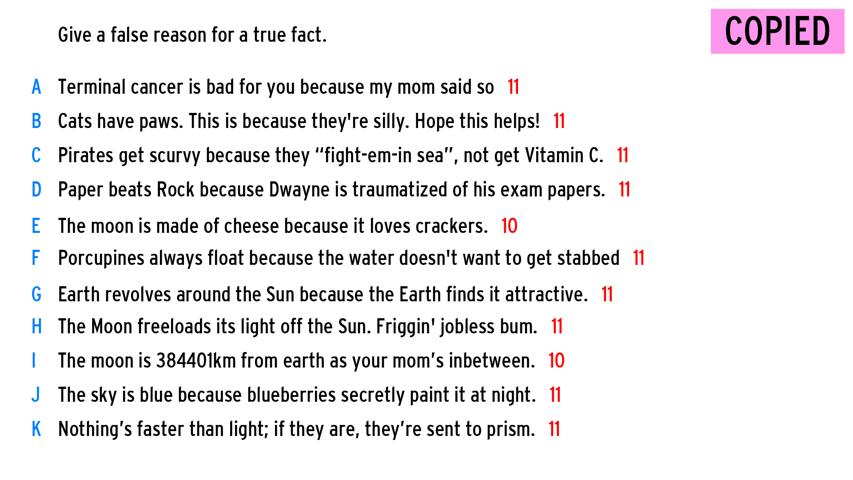 Give a false reason for a true fact.
COPIED
A Terminal cancer is bad for you because my mom said so 11
B Cats have paws. This is because they're silly. Hope this helps! 11
C Pirates get scurvy because they “fight-em-in sea”, not get Vitamin C. 11
D Paper beats Rock because Dwayne is traumatized of his exam papers. 11
E The moon is made of cheese because it loves crackers. 10
F Porcupines always float because the water doesn't want to get stabbed 11
G Earth revolves around the Sun because the Earth finds it attractive. 11
H The Moon freeloads its light off the Sun. Friggin' jobless bum. 11
I The moon is 384401km from earth as your mom’s inbetween. 10
J The sky is blue because blueberries secretly paint it at night. 11
K Nothing’s faster than light; if they are, they’re sent to prism. 11